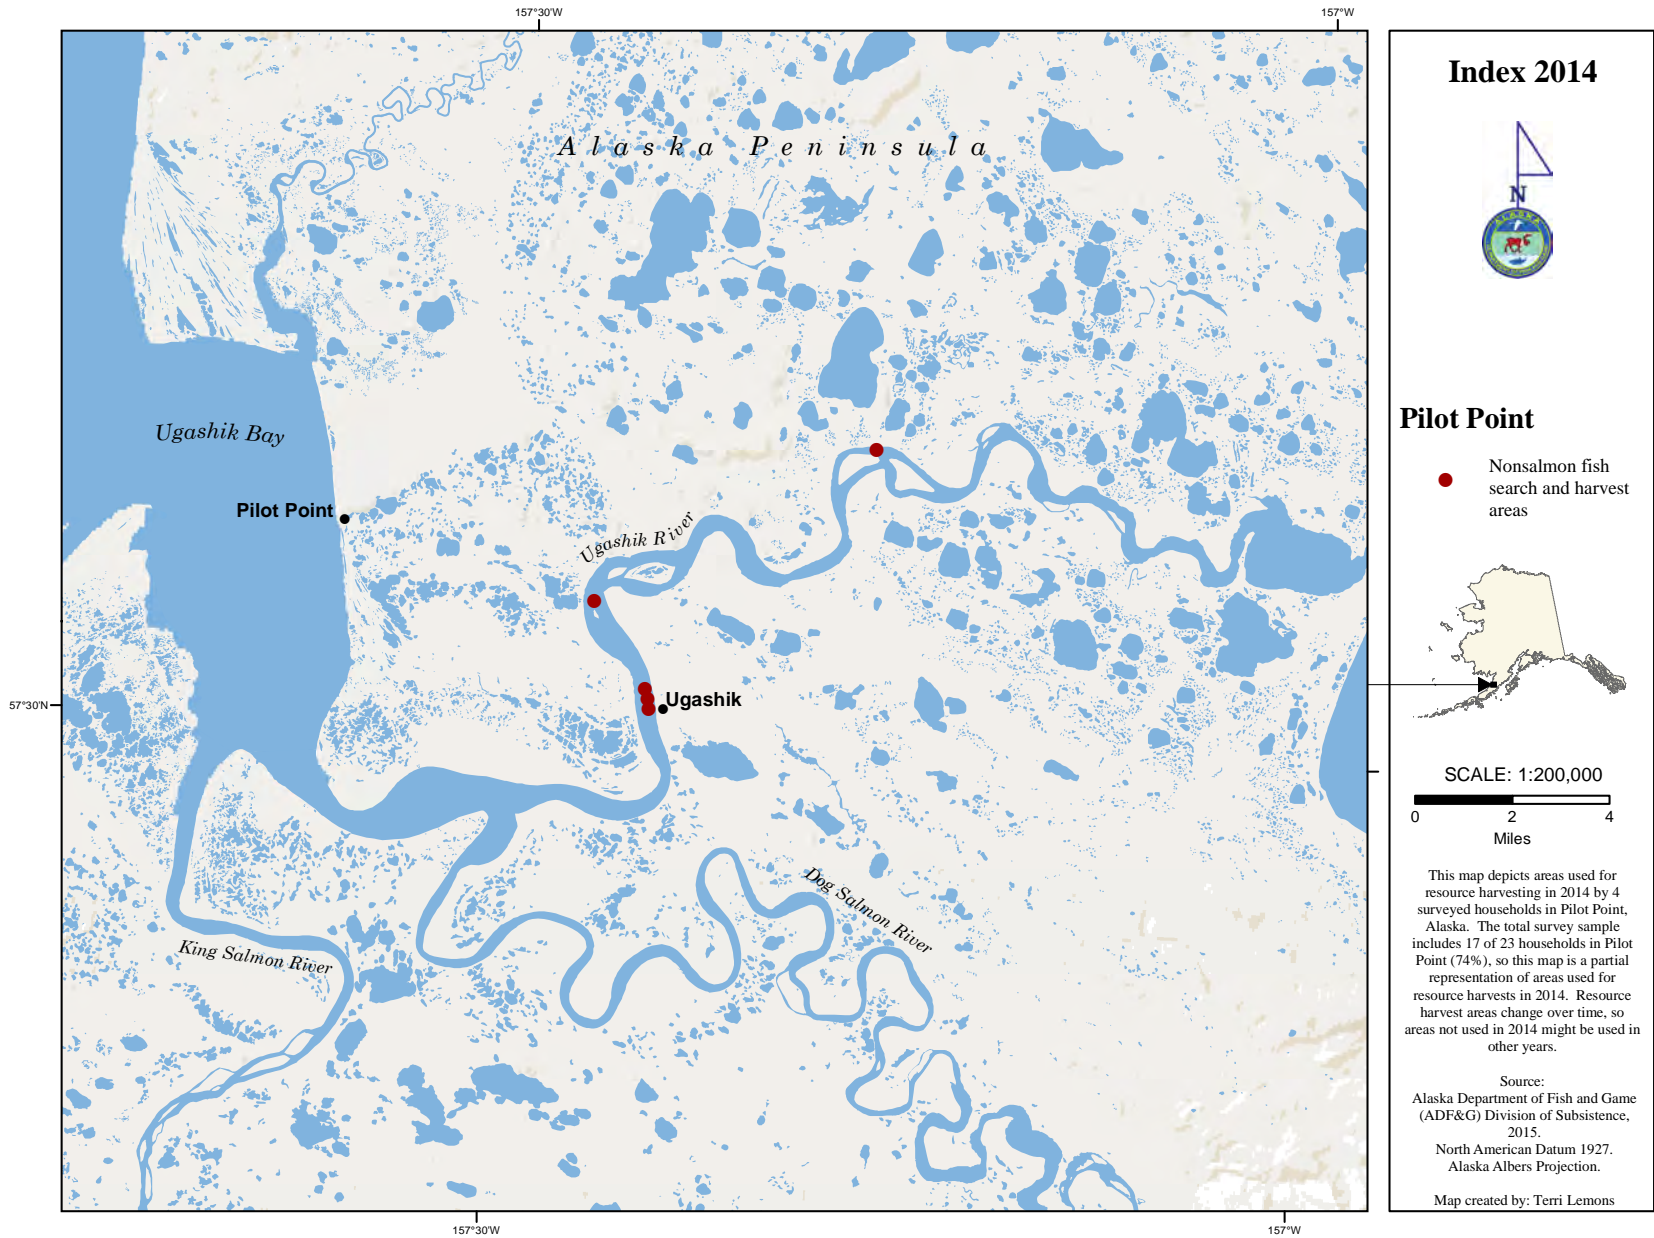 157°30'W
157°W
Index 2014
N
ALASKA
Alaska Peninsula
Ugashik Bay
Pilot Point
Nonsalmon fish
search and harvest
areas
Pilot Point
Ugashik River
Ugashik
57°30'N
SCALE: 1:200,000
0 2 4
Miles
Dog Salmon River
King Salmon River
This map depicts areas used for
resource harvesting in 2014 by 4
surveyed households in Pilot Point,
Alaska. The total survey sample
includes 17 of 23 households in Pilot
Point (74%), so this map is a partial
representation of areas used for
resource harvests in 2014. Resource
harvest areas change over time, so
areas not used in 2014 might be used in
other years.
Source:
Alaska Department of Fish and Game
(ADF&G) Division of Subsistence,
2015.
North American Datum 1927.
Alaska Albers Projection.
Map created by: Terri Lemons
157°30'W
157°W